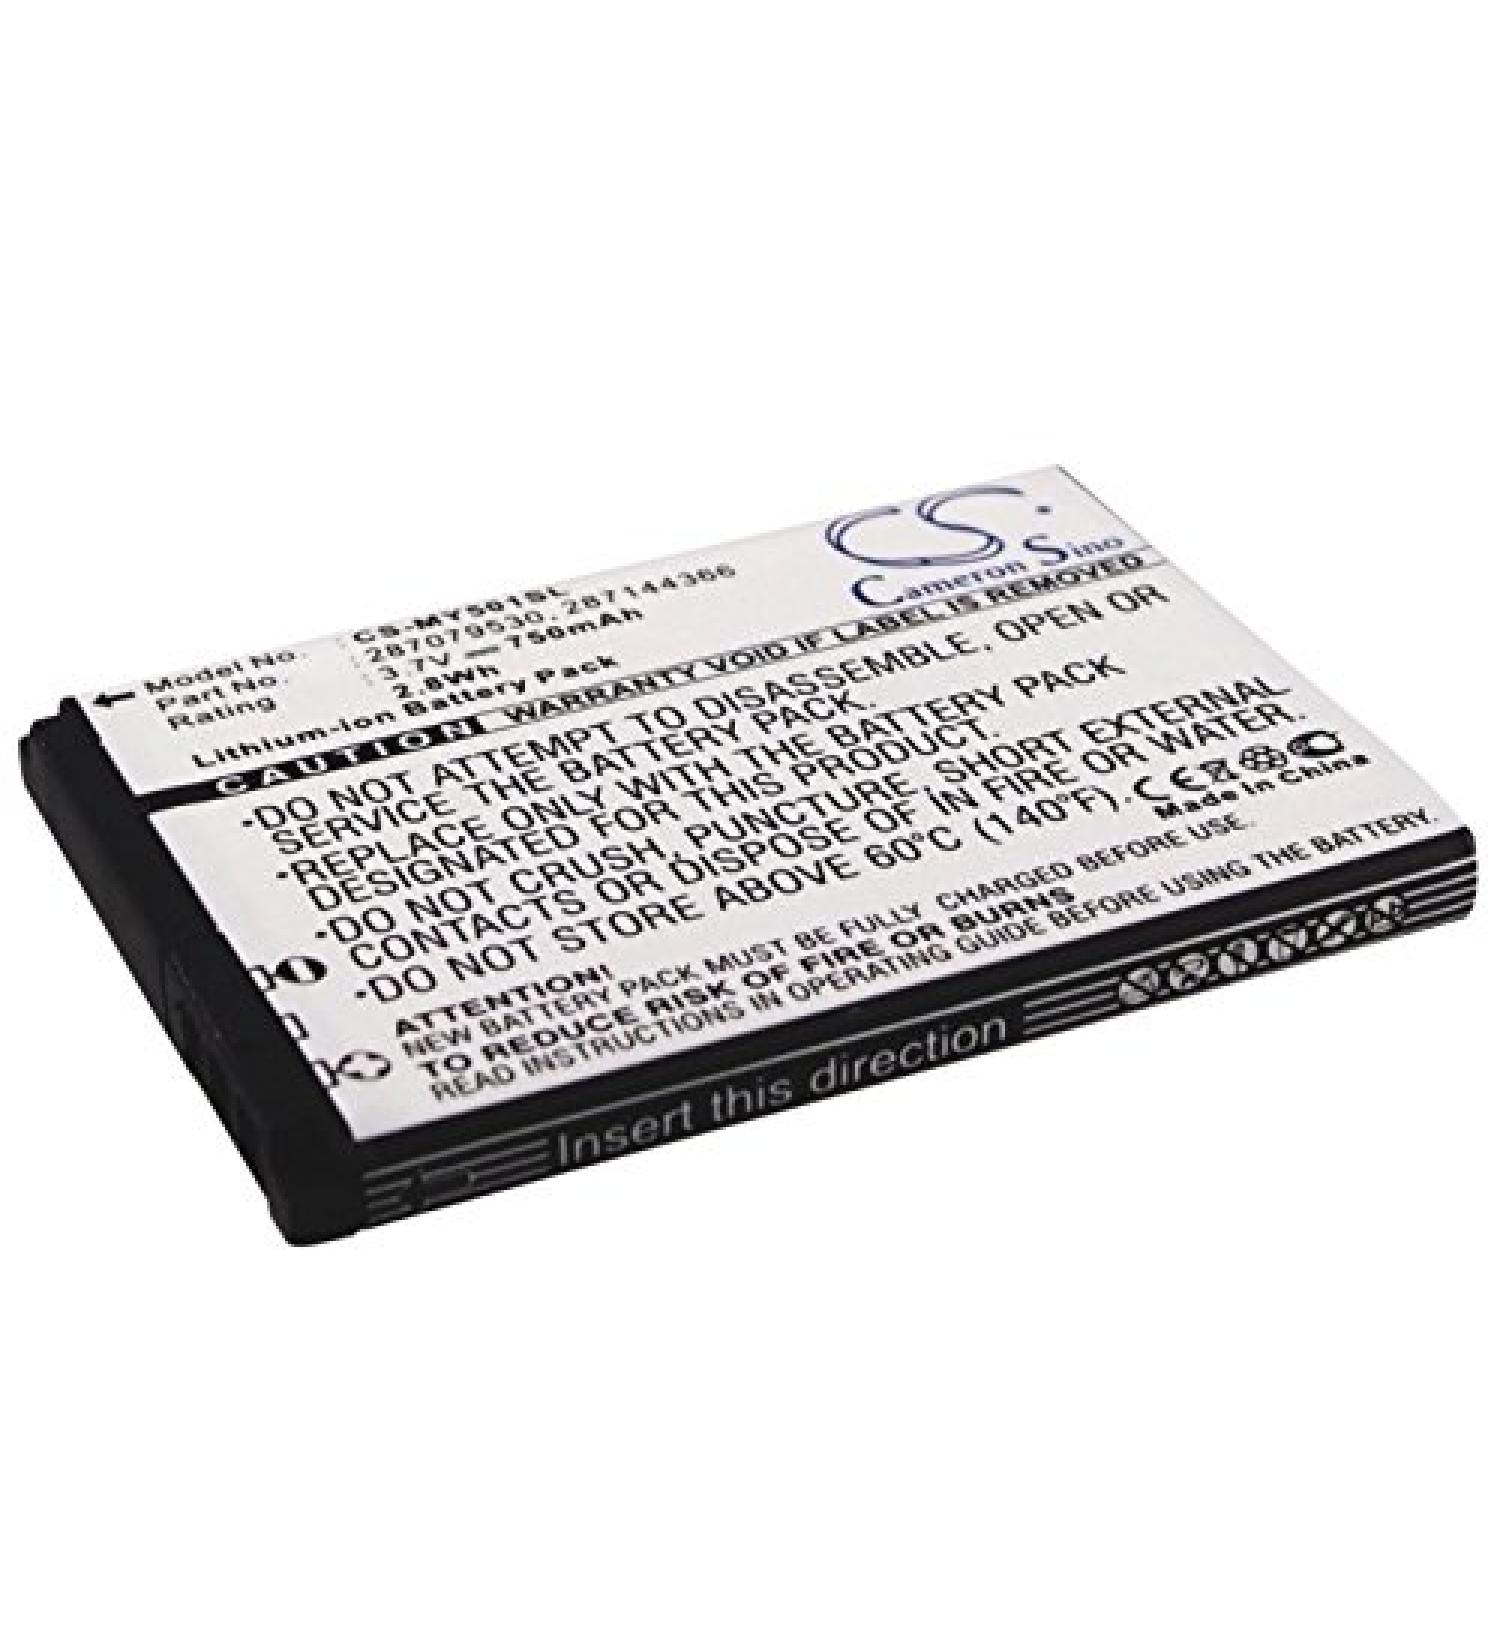 CS
Cameron Sino
Model No. : CS-MY501SL
Part No. : 287079530, 287144366
Rating : 3.7V 750mAh
2.8Wh
Lithium-ion Battery Pack
CAUTION WARRANTY VOID IF LABEL IS REMOVED
·DO NOT ATTEMPT TO DISASSEMBLE, OPEN OR
SERVICE THE BATTERY PACK.
·REPLACE ONLY WITH THE BATTERY PACK
DESIGNATED FOR THIS PRODUCT.
·DO NOT CRUSH, PUNCTURE, SHORT EXTERNAL
CONTACTS OR DISPOSE OF IN FIRE OR WATER.
·DO NOT STORE ABOVE 60°C (140°F).
CE
Made in China
ATTENTION!
NEW BATTERY PACK MUST BE FULLY CHARGED BEFORE USE.
TO REDUCE RISK OF FIRE OR BURNS
READ INSTRUCTIONS IN OPERATING GUIDE BEFORE USING THE BATTERY.
Insert this direction